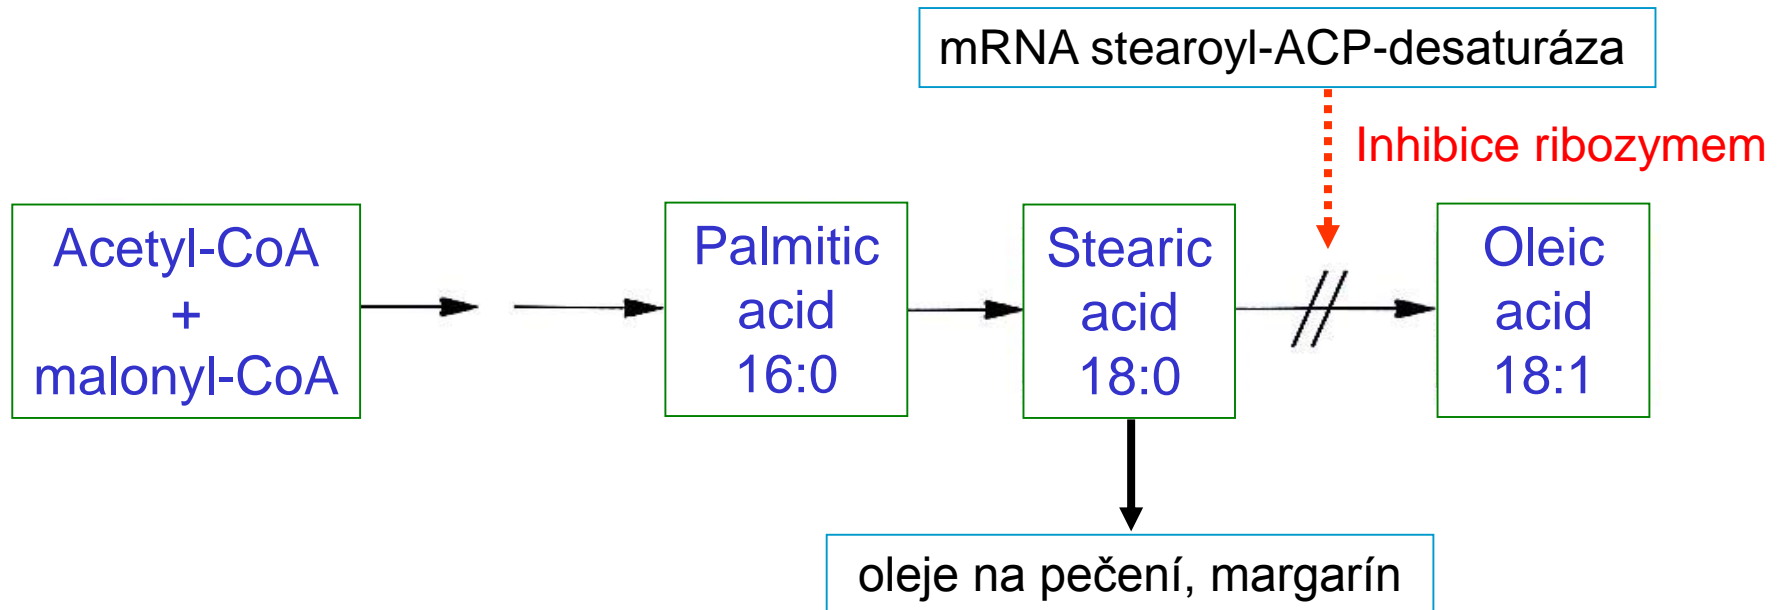 mRNA stearoyl-ACP-desaturáza
Inhibice ribozymem
Acetyl-CoA
+
malonyl-CoA
Palmitic
acid
16:0
Stearic
acid
18:0
Oleic
acid
18:1
oleje na pečení, margarín